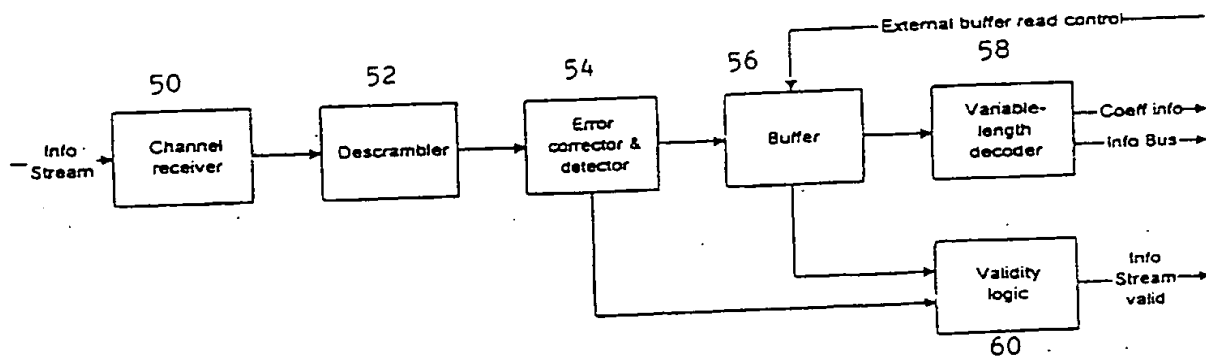 External buffer read control
50
52
54
56
58
Info
Stream
Channel
receiver
Descrambler
Error
corrector &
detector
Buffer
Variable-
length
decoder
Coeff info
Info Bus
Validity
logic
Info
Stream
valid
60